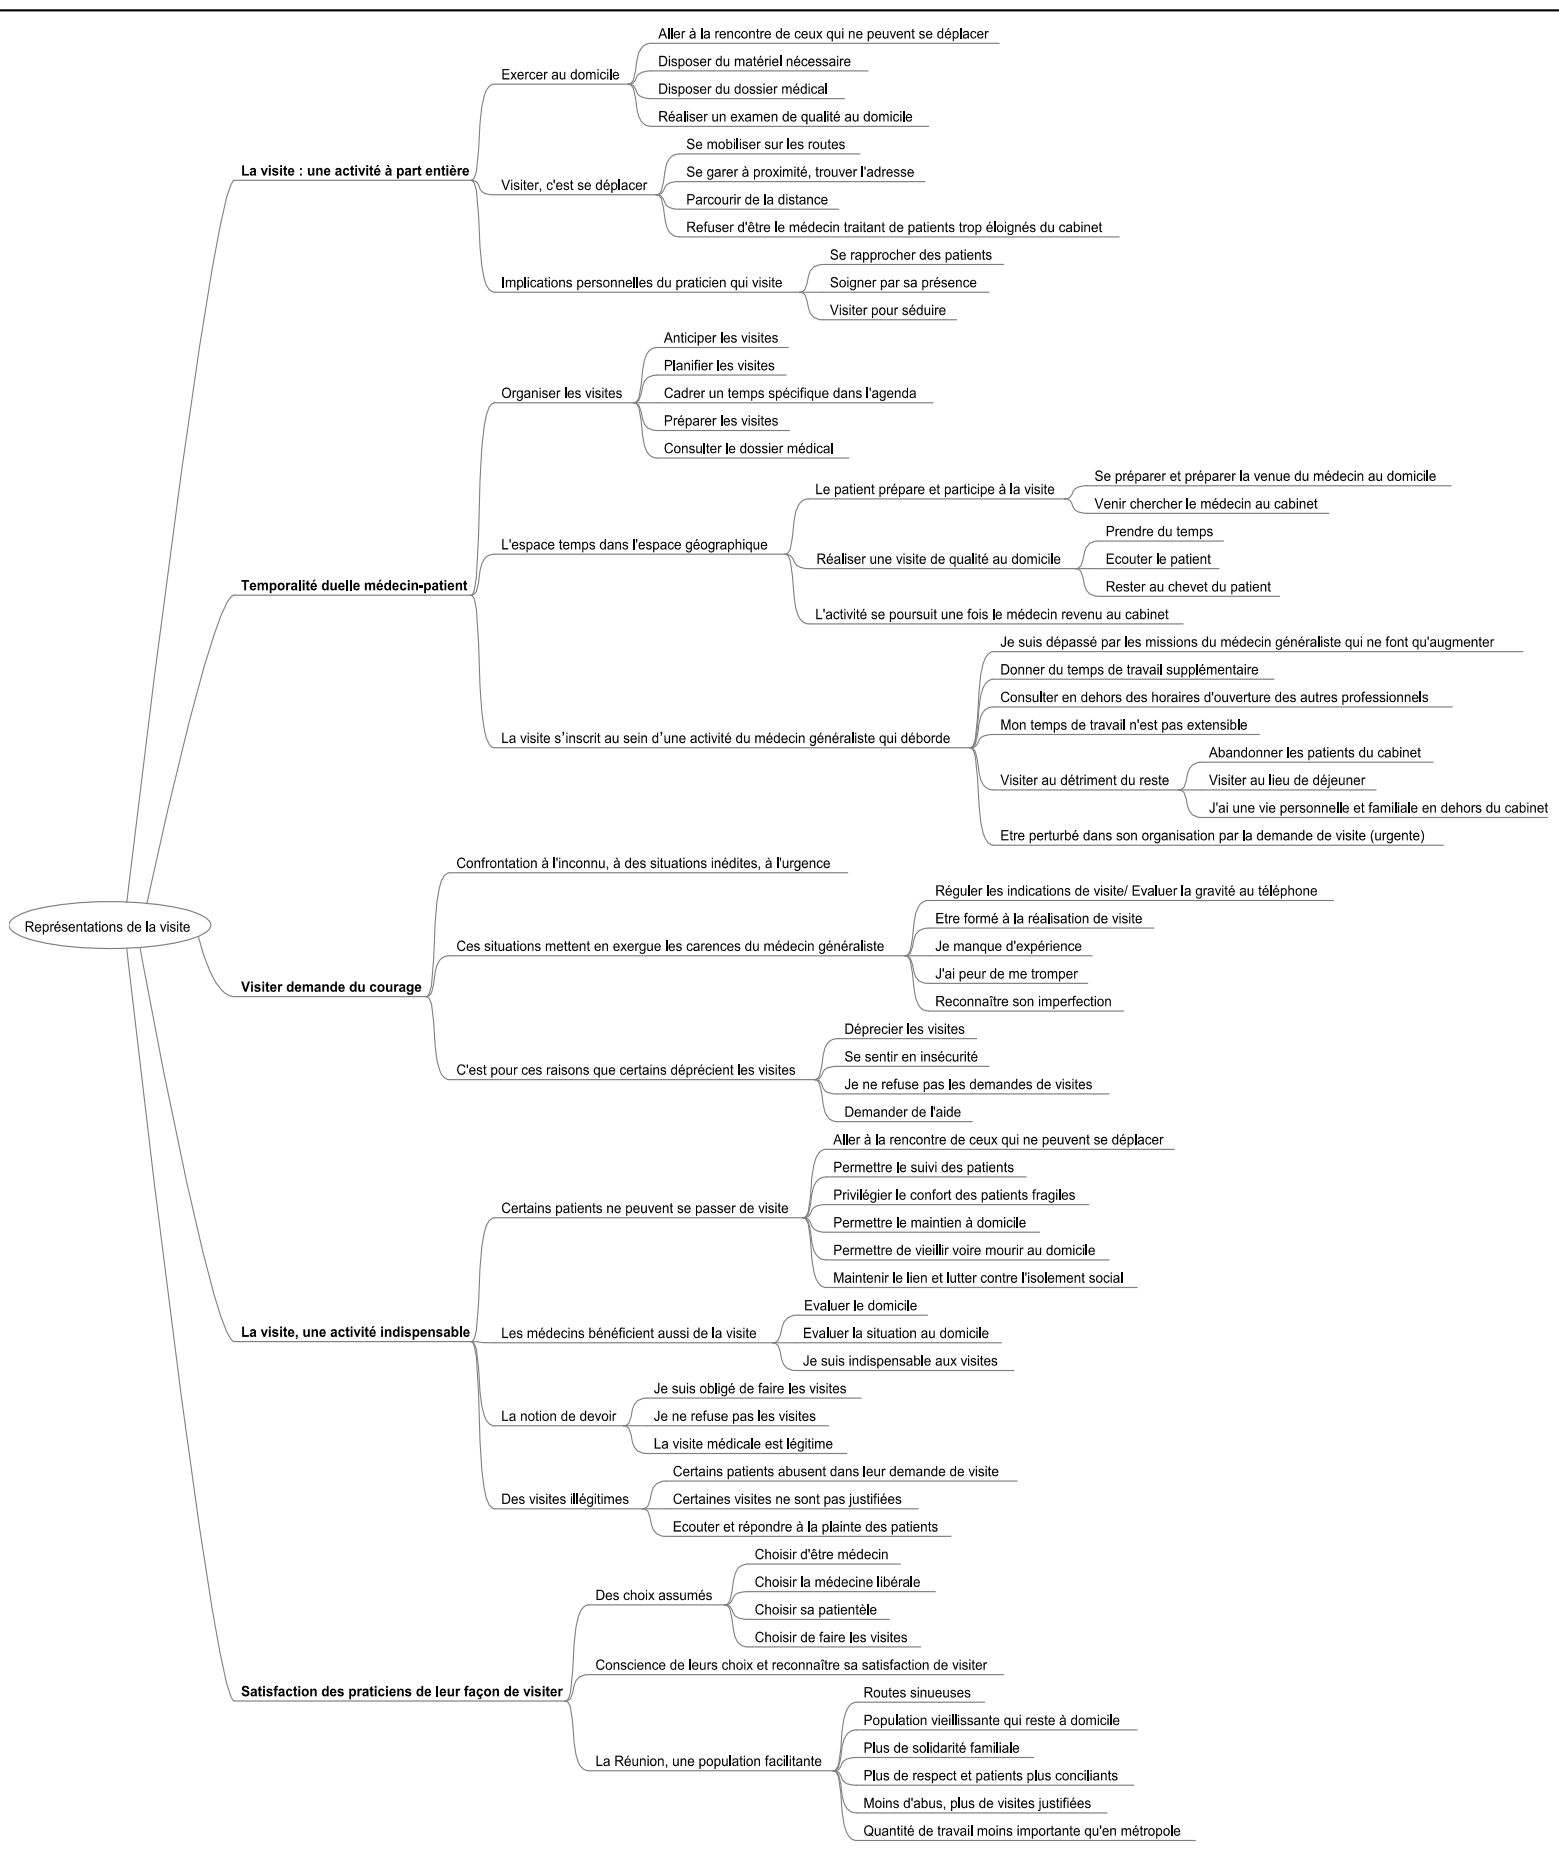 Représentations de la visite
La visite : une activité à part entière
Exercer au domicile
Aller à la rencontre de ceux qui ne peuvent se déplacer
Disposer du matériel nécessaire
Disposer du dossier médical
Réaliser un examen de qualité au domicile
Visiter, c'est se déplacer
Se mobiliser sur les routes
Se garer à proximité, trouver l'adresse
Parcourir de la distance
Refuser d'être le médecin traitant de patients trop éloignés du cabinet
Implications personnelles du praticien qui visite
Se rapprocher des patients
Soigner par sa présence
Visiter pour séduire
Temporalité duelle médecin-patient
Organiser les visites
Anticiper les visites
Planifier les visites
Cadrer un temps spécifique dans l'agenda
Préparer les visites
Consulter le dossier médical
L'espace temps dans l'espace géographique
Le patient prépare et participe à la visite
Se préparer et préparer la venue du médecin au domicile
Venir chercher le médecin au cabinet
Réaliser une visite de qualité au domicile
Prendre du temps
Ecouter le patient
Rester au chevet du patient
L'activité se poursuit une fois le médecin revenu au cabinet
La visite s’inscrit au sein d’une activité du médecin généraliste qui déborde
Je suis dépassé par les missions du médecin généraliste qui ne font qu'augmenter
Donner du temps de travail supplémentaire
Consulter en dehors des horaires d'ouverture des autres professionnels
Mon temps de travail n'est pas extensible
Visiter au détriment du reste
Abandonner les patients du cabinet
Visiter au lieu de déjeuner
J'ai une vie personnelle et familiale en dehors du cabinet
Etre perturbé dans son organisation par la demande de visite (urgente)
Visiter demande du courage
Confrontation à l'inconnu, à des situations inédites, à l'urgence
Ces situations mettent en exergue les carences du médecin généraliste
Réguler les indications de visite/ Evaluer la gravité au téléphone
Etre formé à la réalisation de visite
Je manque d'expérience
J'ai peur de me tromper
Reconnaître son imperfection
C'est pour ces raisons que certains déprécient les visites
Déprecier les visites
Se sentir en insécurité
Je ne refuse pas les demandes de visites
Demander de l'aide
La visite, une activité indispensable
Certains patients ne peuvent se passer de visite
Aller à la rencontre de ceux qui ne peuvent se déplacer
Permettre le suivi des patients
Privilégier le confort des patients fragiles
Permettre le maintien à domicile
Permettre de vieillir voire mourir au domicile
Maintenir le lien et lutter contre l'isolement social
Les médecins bénéficient aussi de la visite
Evaluer le domicile
Evaluer la situation au domicile
Je suis indispensable aux visites
La notion de devoir
Je suis obligé de faire les visites
Je ne refuse pas les visites
La visite médicale est légitime
Des visites illégitimes
Certains patients abusent dans leur demande de visite
Certaines visites ne sont pas justifiées
Ecouter et répondre à la plainte des patients
Satisfaction des praticiens de leur façon de visiter
Des choix assumés
Choisir d'être médecin
Choisir la médecine libérale
Choisir sa patientèle
Choisir de faire les visites
Conscience de leurs choix et reconnaître sa satisfaction de visiter
La Réunion, une population facilitante
Routes sinueuses
Population vieillissante qui reste à domicile
Plus de solidarité familiale
Plus de respect et patients plus conciliants
Moins d'abus, plus de visites justifiées
Quantité de travail moins importante qu'en métropole